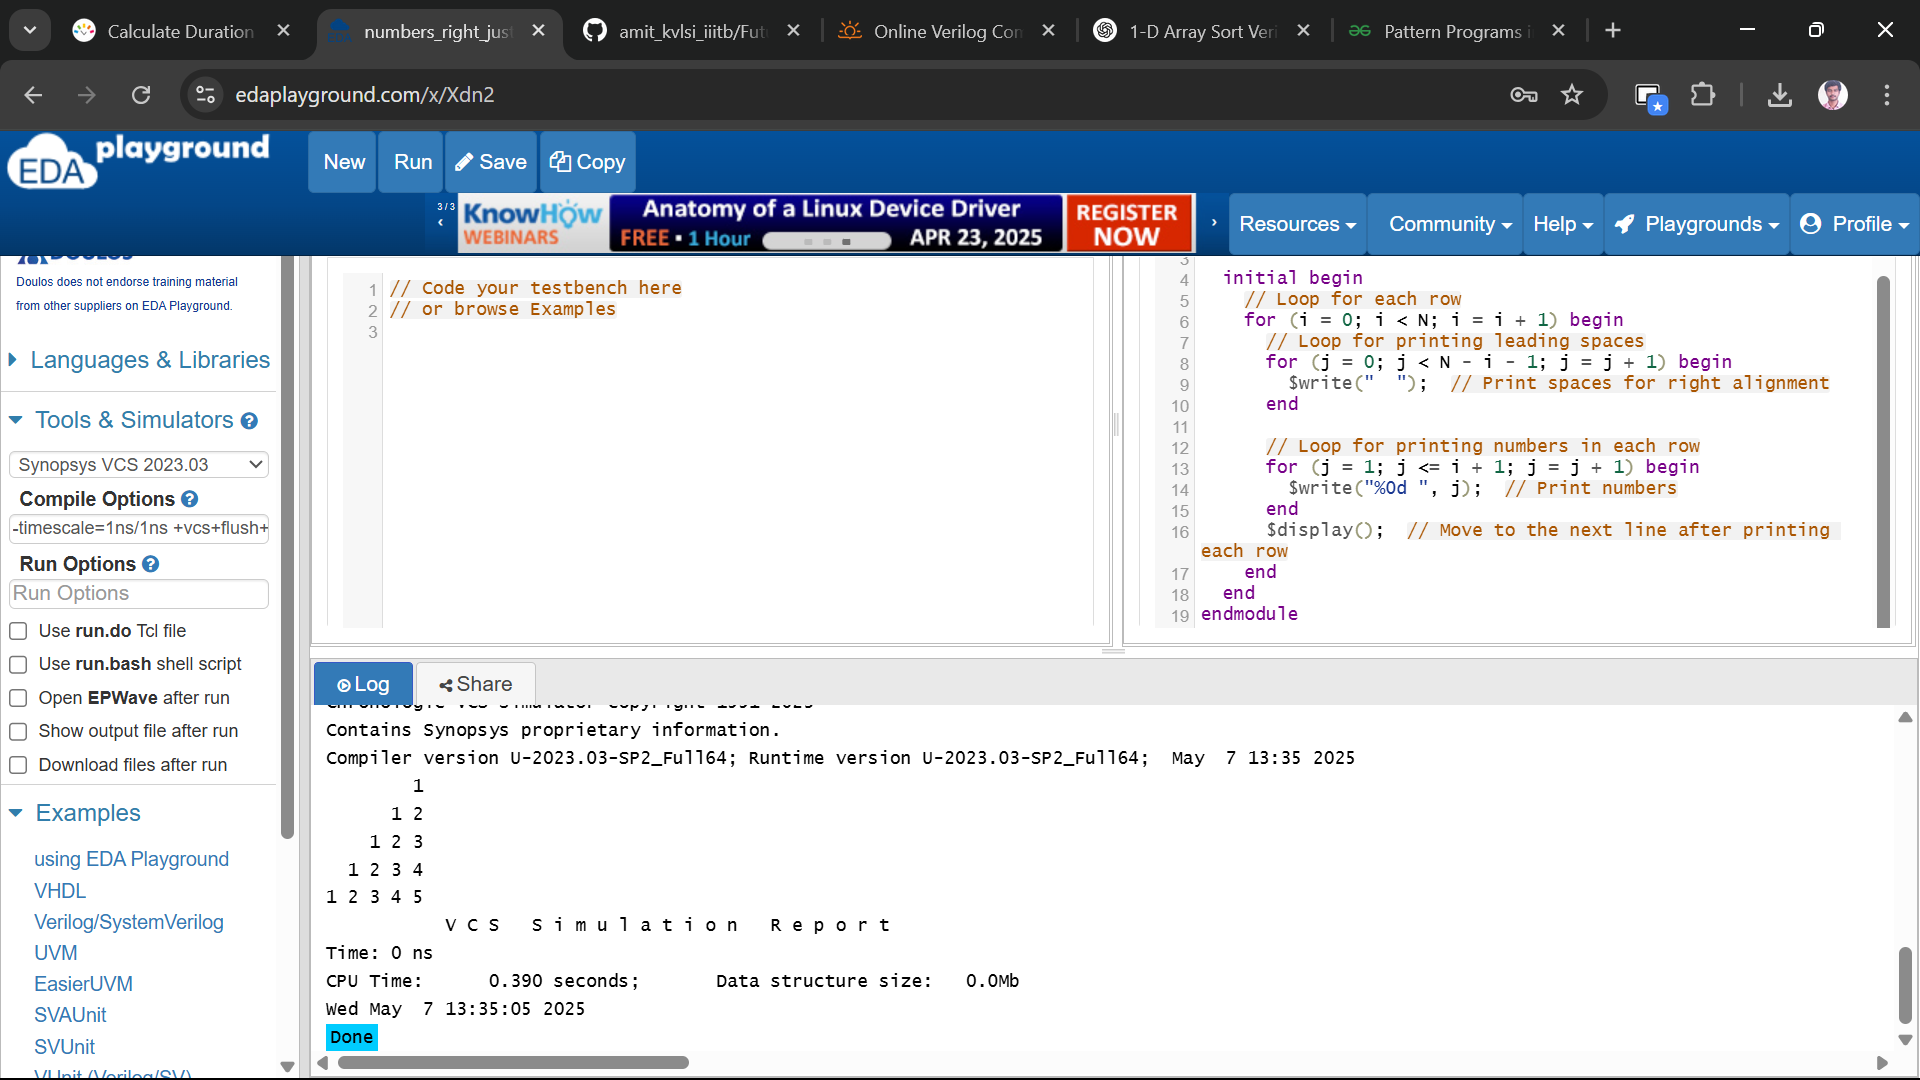 Calculate Duration
numbers_right_just
amit_kvlsi_iiitb/Fut
Online Verilog Com
1-D Array Sort Veri
Pattern Programs i
edaplayground.com/x/Xdn2
EDA playground
New
Run
Save
Copy
3/3
KnowHow
WEBINARS
Anatomy of a Linux Device Driver
FREE ▪ 1 Hour
APR 23, 2025
REGISTER
NOW
Resources
Community
Help
Playgrounds
Profile
DOULOS
Doulos does not endorse training material
from other suppliers on EDA Playground.
Languages & Libraries
Tools & Simulators
Synopsys VCS 2023.03
Compile Options
-timescale=1ns/1ns +vcs+flush+
Run Options
Run Options
Use run.do Tcl file
Use run.bash shell script
Open EPWave after run
Show output file after run
Download files after run
Examples
using EDA Playground
VHDL
Verilog/SystemVerilog
UVM
EasierUVM
SVAUnit
SVUnit
VUnit (Verilog/SV)
1 // Code your testbench here
2 // or browse Examples
3
3
4 initial begin
5 // Loop for each row
6 for (i = 0; i < N; i = i + 1) begin
7 // Loop for printing leading spaces
8 for (j = 0; j < N - i - 1; j = j + 1) begin
9 $write("  "); // Print spaces for right alignment
10 end
11
12 // Loop for printing numbers in each row
13 for (j = 1; j <= i + 1; j = j + 1) begin
14 $write("%0d ", j); // Print numbers
15 end
16 $display(); // Move to the next line after printing
each row
17 end
18 end
19 endmodule
Log
Share
Chronologic VCS simulator copyright 1991-2023
Contains Synopsys proprietary information.
Compiler version U-2023.03-SP2_Full64; Runtime version U-2023.03-SP2_Full64;  May  7 13:35 2025
        1
      1 2
    1 2 3
  1 2 3 4
1 2 3 4 5
V C S   S i m u l a t i o n   R e p o r t
Time: 0 ns
CPU Time:      0.390 seconds;       Data structure size:   0.0Mb
Wed May  7 13:35:05 2025
Done